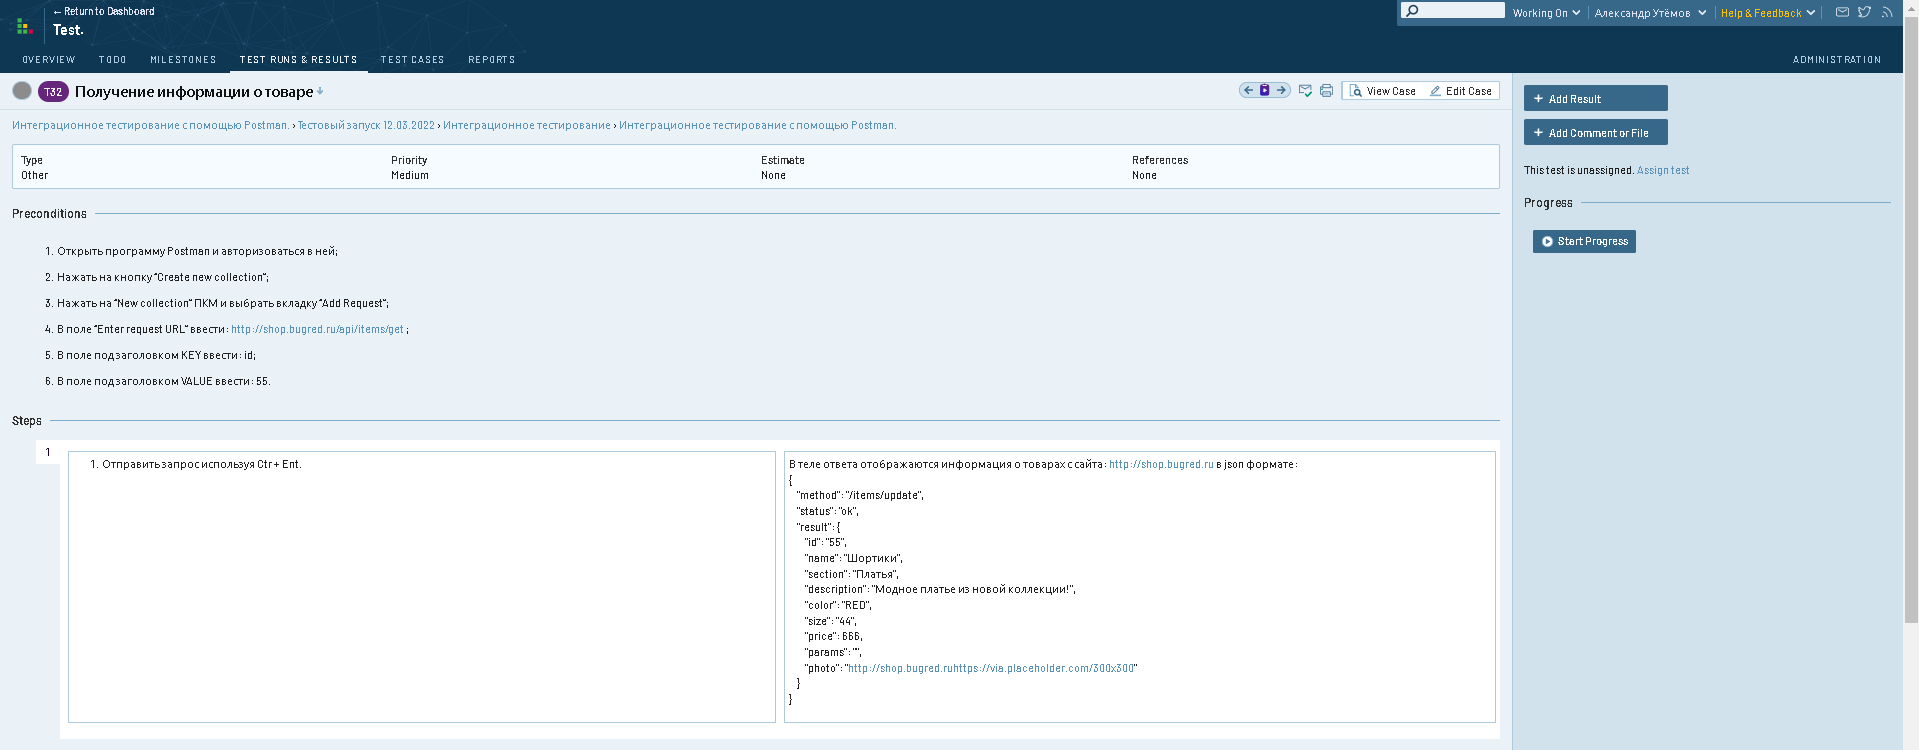 ← Return to Dashboard
Test.
Working On
Александр Утёмов
Help & Feedback
OVERVIEW
TODO
MILESTONES
TEST RUNS & RESULTS
TEST CASES
REPORTS
ADMINISTRATION
T32
Получение информации о товаре
View Case
Edit Case
Интеграционное тестирование с помощью Postman. › Тестовый запуск 12.03.2022 › Интеграционное тестирование › Интеграционное тестирование с помощью Postman.
Type
Other
Priority
Medium
Estimate
None
References
None
Preconditions
1. Открыть программу Postman и авторизоваться в ней;
2. Нажать на кнопку "Create new collection";
3. Нажать на "New collection" ПКМ и выбрать вкладку "Add Request";
4. В поле "Enter request URL" ввести: http://shop.bugred.ru/api/items/get ;
5. В поле под заголовком KEY ввести: id;
6. В поле под заголовком VALUE ввести: 55.
Steps
1
1. Отправить запрос используя Ctr + Ent.
В теле ответа отображаются информация о товарах с сайта: http://shop.bugred.ru в json формате:
{
"method": "/items/update",
"status": "ok",
"result": {
"id": "55",
"name": "Шортики",
"section": "Платья",
"description": "Модное платье из новой коллекции!",
"color": "RED",
"size": "44",
"price": 666,
"params": "",
"photo": "http://shop.bugred.ruhttps://via.placeholder.com/300x300"
}
}
+ Add Result
+ Add Comment or File
This test is unassigned. Assign test
Progress
Start Progress